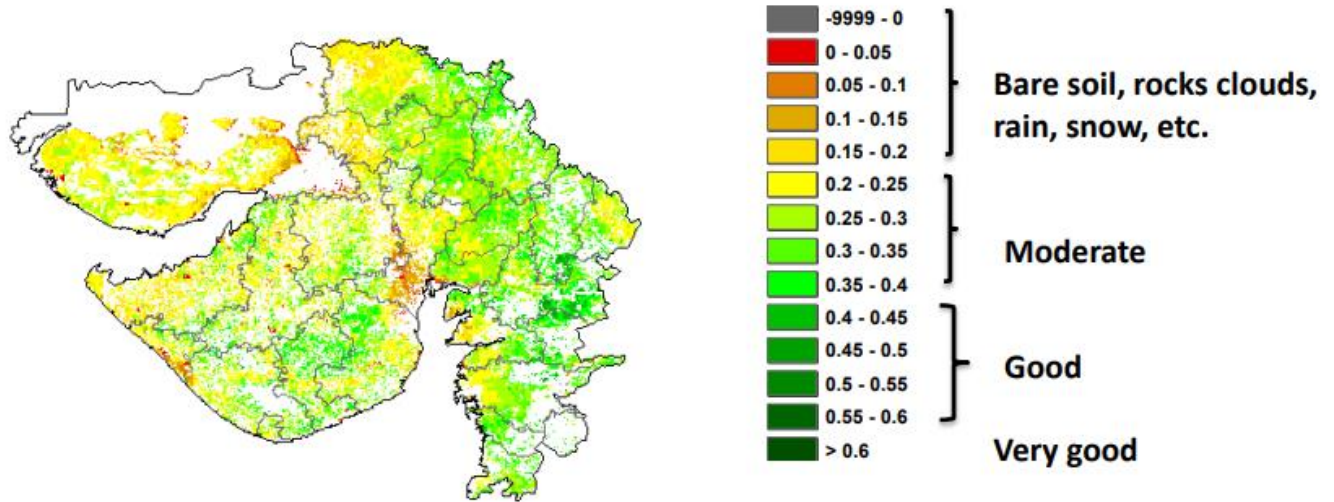 -9999 - 0
0 - 0.05
0.05 - 0.1
0.1 - 0.15
0.15 - 0.2
Bare soil, rocks clouds,
rain, snow, etc.
0.2 - 0.25
0.25 - 0.3
0.3 - 0.35
0.35 - 0.4
Moderate
0.4 - 0.45
0.45 - 0.5
0.5 - 0.55
0.55 - 0.6
Good
> 0.6
Very good